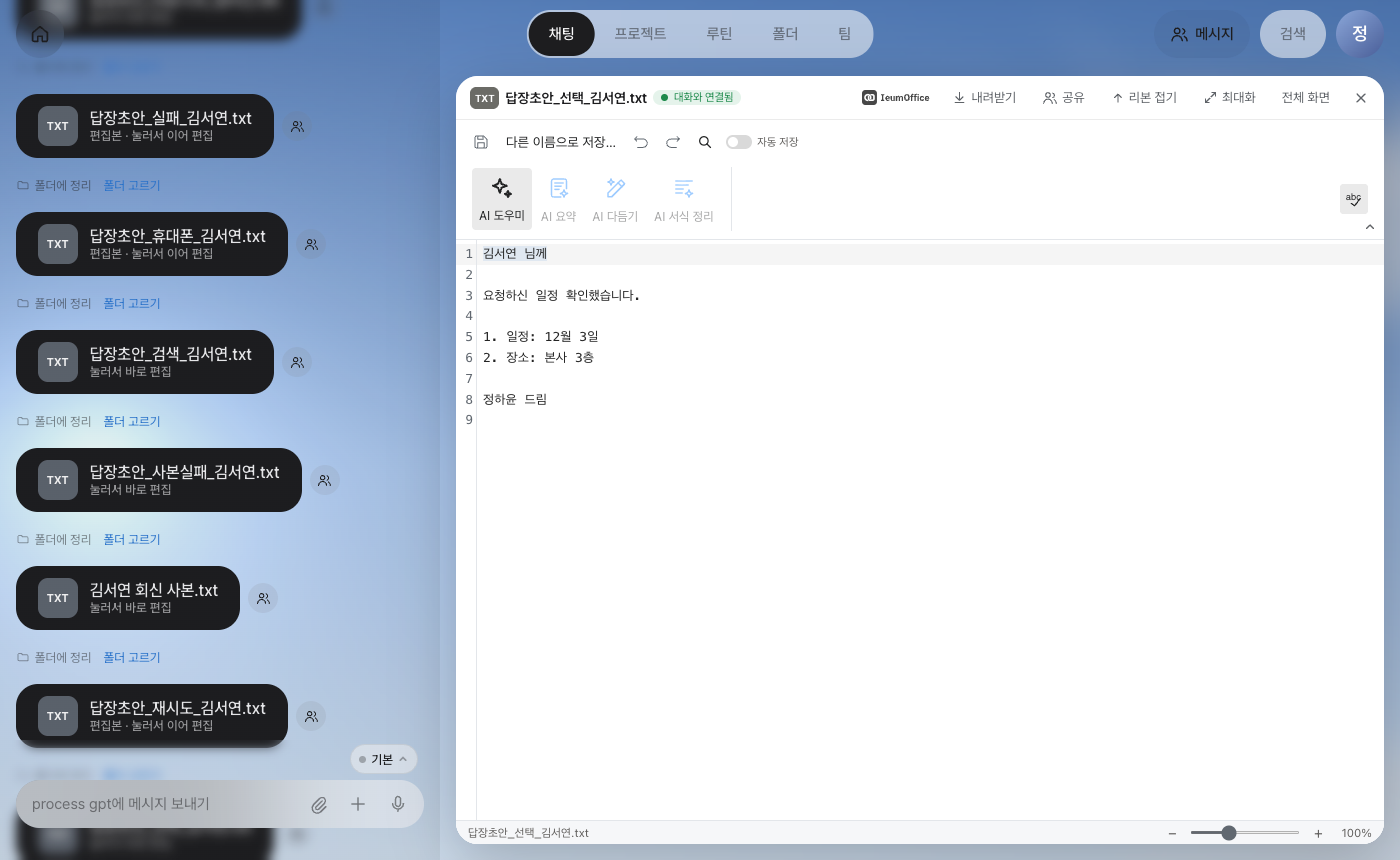 채팅
프로젝트
루틴
폴더
팀
메시지
검색
정
TXT
답장초안_실패_김서연.txt
편집본 · 눌러서 이어 편집
폴더에 정리 폴더 고르기
TXT
답장초안_휴대폰_김서연.txt
편집본 · 눌러서 이어 편집
폴더에 정리 폴더 고르기
TXT
답장초안_검색_김서연.txt
눌러서 바로 편집
폴더에 정리 폴더 고르기
TXT
답장초안_사본실패_김서연.txt
눌러서 바로 편집
폴더에 정리 폴더 고르기
TXT
김서연 회신 사본.txt
눌러서 바로 편집
폴더에 정리 폴더 고르기
TXT
답장초안_재시도_김서연.txt
편집본 · 눌러서 이어 편집
기본
process gpt에 메시지 보내기
TXT 답장초안_선택_김서연.txt 대화와 연결됨
IeumOffice 내려받기 공유 리본 접기 최대화 전체 화면
다른 이름으로 저장... 자동 저장
AI 도우미 AI 요약 AI 다듬기 AI 서식 정리
abc
1 김서연 님께
2
3 요청하신 일정 확인했습니다.
4
5 1. 일정: 12월 3일
6 2. 장소: 본사 3층
7
8 정하윤 드림
9
답장초안_선택_김서연.txt
− + 100%